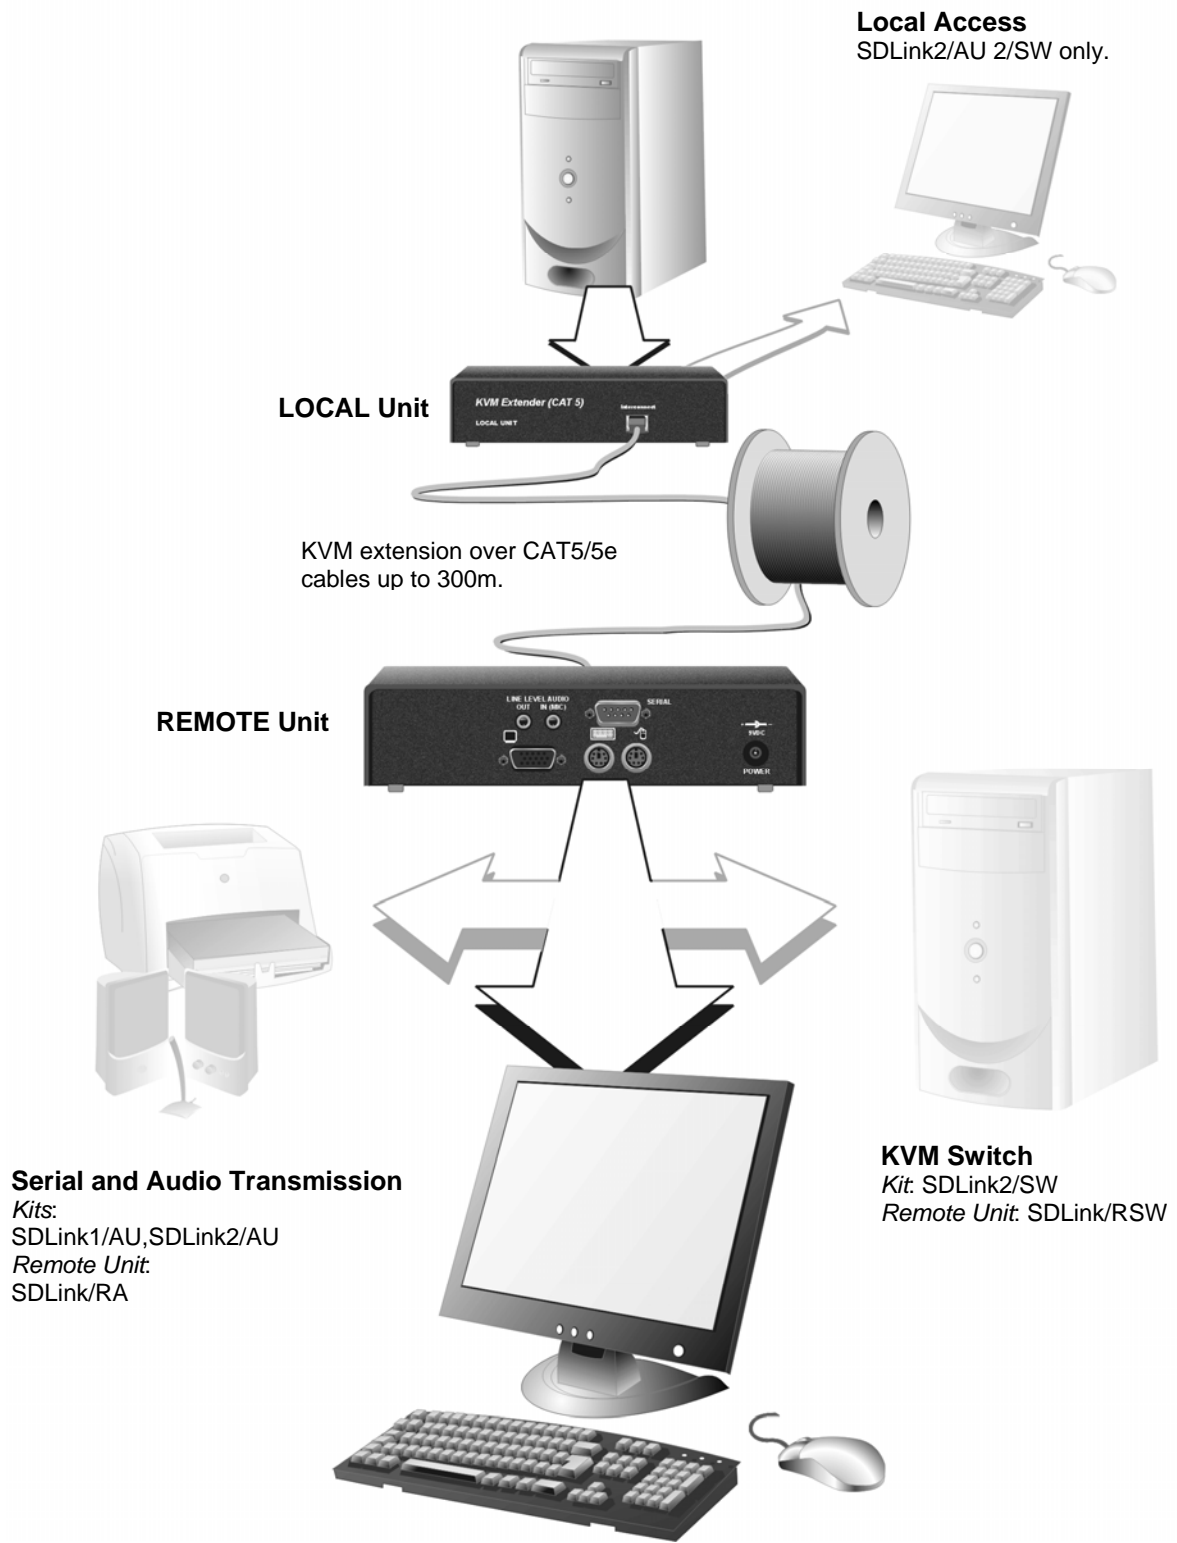 Local Access
SDLink2/AU 2/SW only.
LOCAL Unit
KVM Extender (CAT 5)
LOCAL UNIT
Interconnect
KVM extension over CAT5/5e
cables up to 300m.
REMOTE Unit
LINE LEVEL AUDIO
OUT IN (MIC)
SERIAL
9VDC
POWER
Serial and Audio Transmission
Kits:
SDLink1/AU,SDLink2/AU
Remote Unit:
SDLink/RA
KVM Switch
Kit: SDLink2/SW
Remote Unit: SDLink/RSW